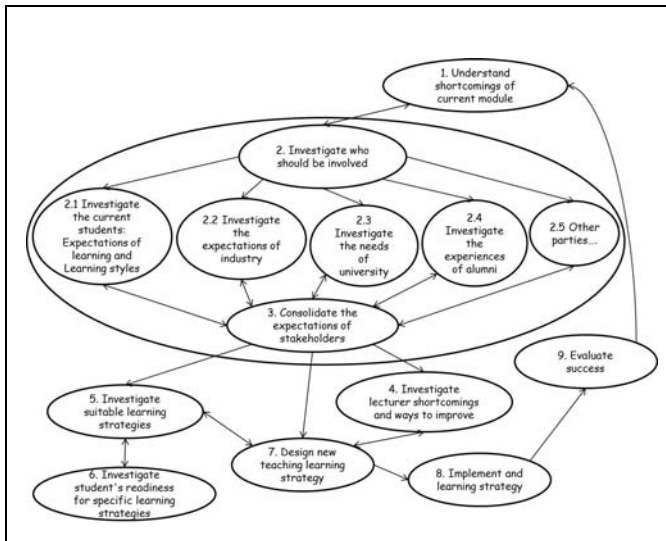 1. Understand
shortcomings of
current module
2. Investigate who
should be involved
2.1 Investigate
the current
students:
Expectations of
learning and
Learning styles
2.2 Investigate
the
expectations of
industry
2.3
Investigate
the needs
of
university
2.4
Investigate
the
experiences
of alumni
2.5 Other
parties....
3. Consolidate the
expectations of
stakeholders
9. Evaluate
success
4. Investigate
lecturer shortcomings
and ways to improve
5. Investigate
suitable learning
strategies
7. Design new
teaching learning
strategy
8. Implement and
learning strategy
6. Investigate
student's readiness
for specific learning
strategies